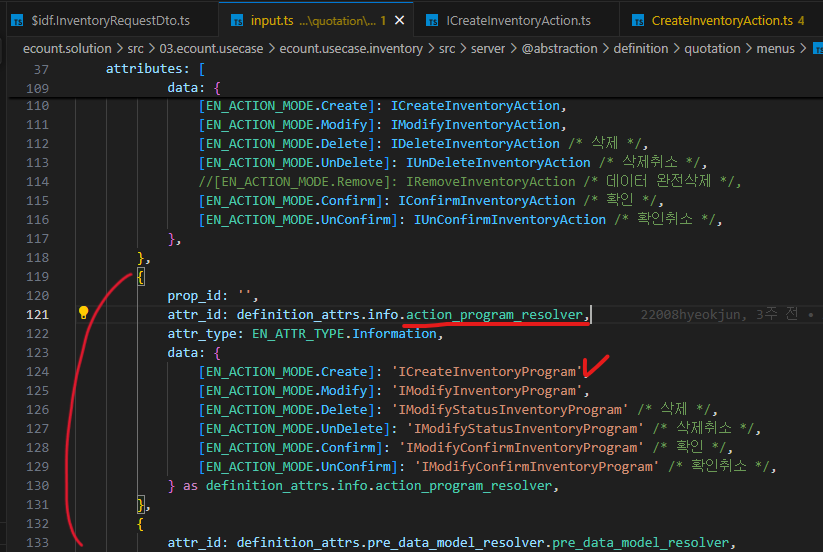 $idf.InventoryRequestDto.ts
input.ts ...\quotation\... 1
ICreateInventoryAction.ts
CreateInventoryAction.ts 4
ecount.solution > src > 03.ecount.usecase > ecount.usecase.inventory > src > server > @abstraction > definition > quotation > menus >
37 attributes: [
109 data: {
110 [EN_ACTION_MODE.Create]: ICreateInventoryAction,
111 [EN_ACTION_MODE.Modify]: IModifyInventoryAction,
112 [EN_ACTION_MODE.Delete]: IDeleteInventoryAction /* 삭제 */,
113 [EN_ACTION_MODE.UnDelete]: IUnDeleteInventoryAction /* 삭제취소 */,
114 //[EN_ACTION_MODE.Remove]: IRemoveInventoryAction /* 데이터 완전삭제 */,
115 [EN_ACTION_MODE.Confirm]: IConfirmInventoryAction /* 확인 */,
116 [EN_ACTION_MODE.UnConfirm]: IUnConfirmInventoryAction /* 확인취소 */,
117 },
118 },
119 {
120 prop_id: '',
121 attr_id: definition_attrs.info.action_program_resolver, 22008hyeokjun, 3주 전 •
122 attr_type: EN_ATTR_TYPE.Information,
123 data: {
124 [EN_ACTION_MODE.Create]: 'ICreateInventoryProgram',
125 [EN_ACTION_MODE.Modify]: 'IModifyInventoryProgram',
126 [EN_ACTION_MODE.Delete]: 'IModifyStatusInventoryProgram' /* 삭제 */,
127 [EN_ACTION_MODE.UnDelete]: 'IModifyStatusInventoryProgram' /* 삭제취소 */,
128 [EN_ACTION_MODE.Confirm]: 'IModifyConfirmInventoryProgram' /* 확인 */,
129 [EN_ACTION_MODE.UnConfirm]: 'IModifyConfirmInventoryProgram' /* 확인취소 */,
130 } as definition_attrs.info.action_program_resolver,
131 },
132 {
133 attr_id: definition_attrs.pre_data_model_resolver.pre_data_model_resolver,